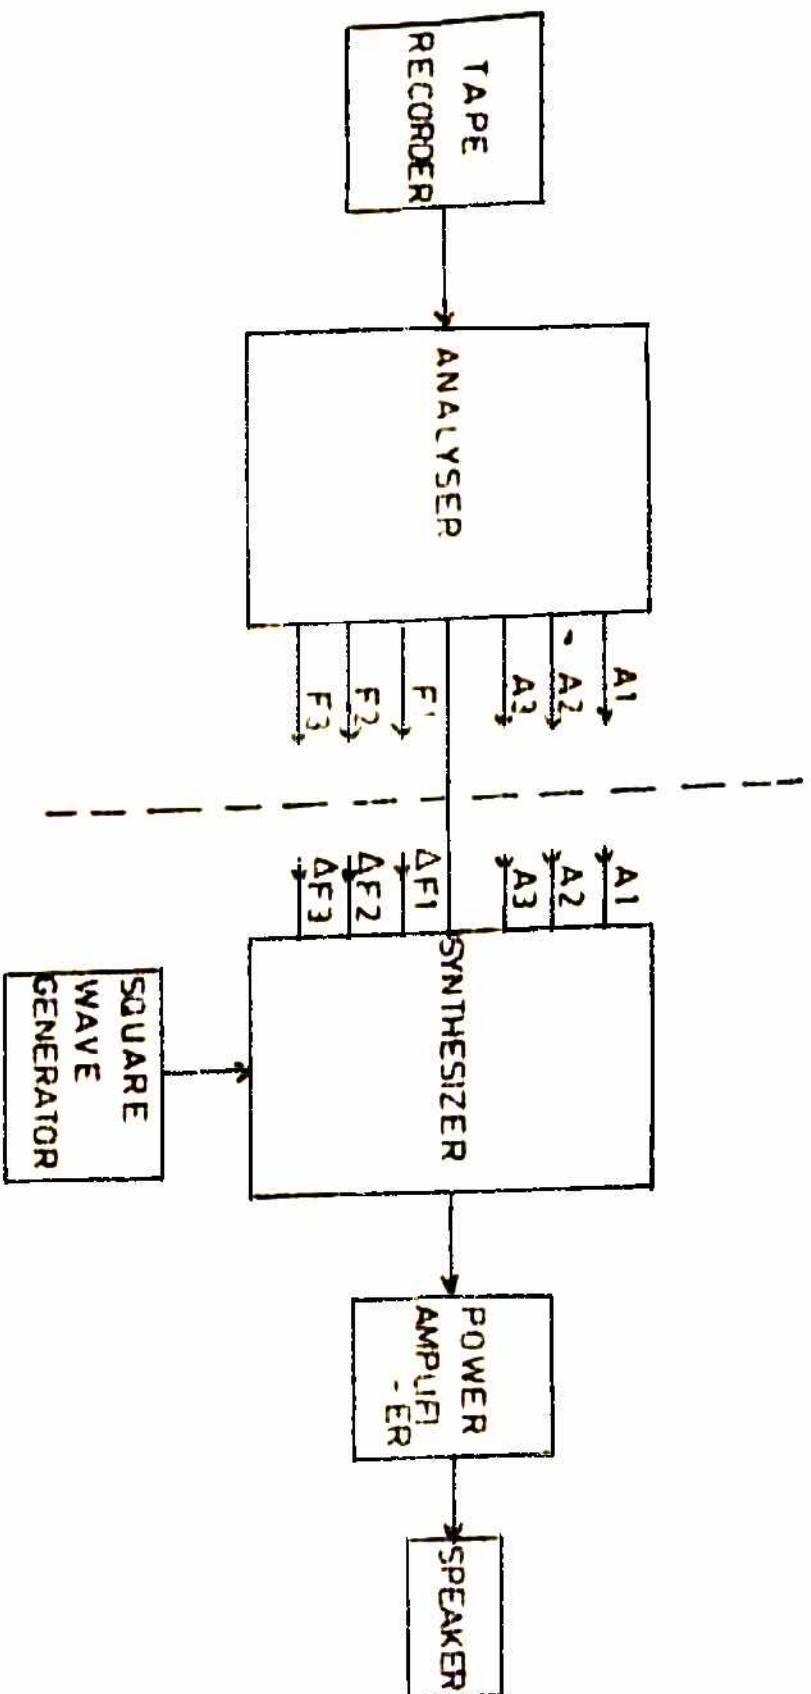 TAPE
RECORDER
ANALYSER
A1
A2
A3
F1
F2
F3
A1
A2
A3
ΔF1
ΔF2
ΔF3
SYNTHESIZER
SQUARE
WAVE
GENERATOR
POWER
AMPLIFI
-ER
SPEAKER